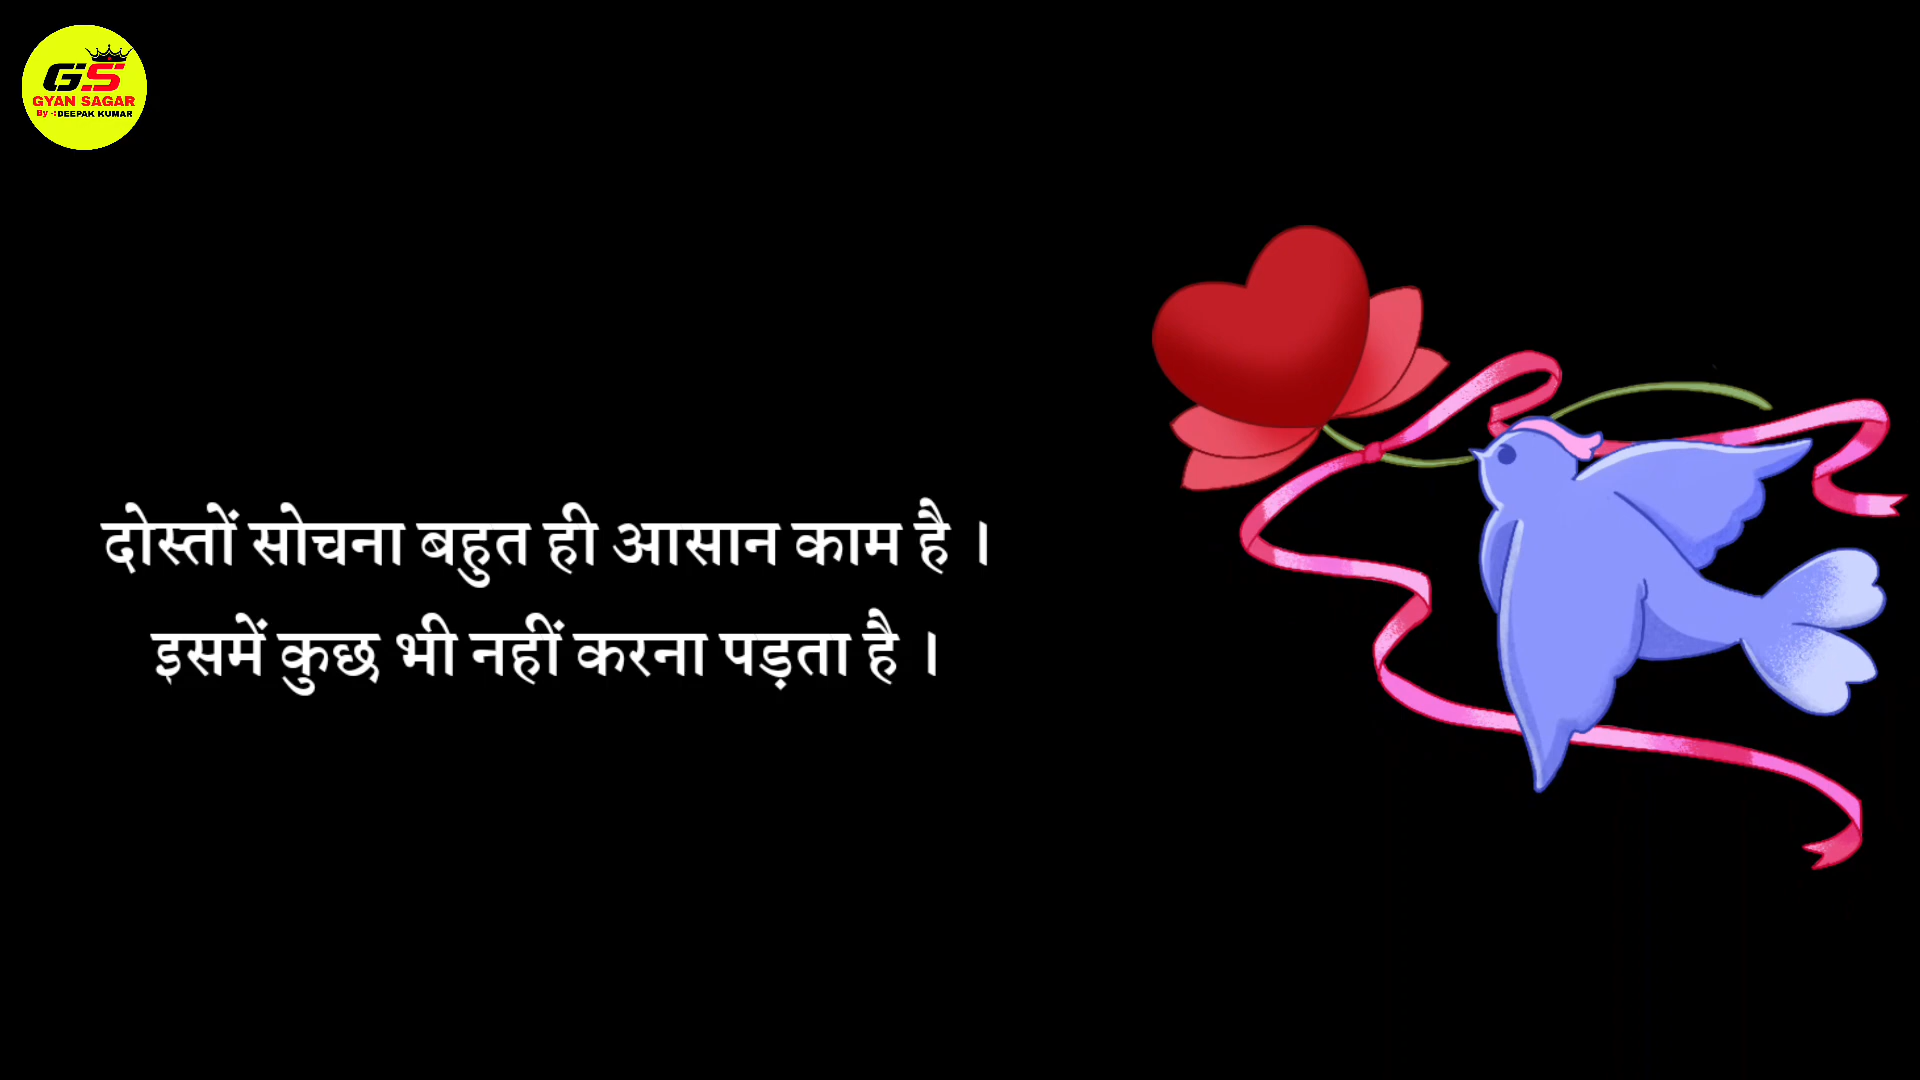 GS
GYAN SAGAR
By -: DEEPAK KUMAR
दोस्तों सोचना बहुत ही आसान काम है ।
इसमें कुछ भी नहीं करना पड़ता है ।